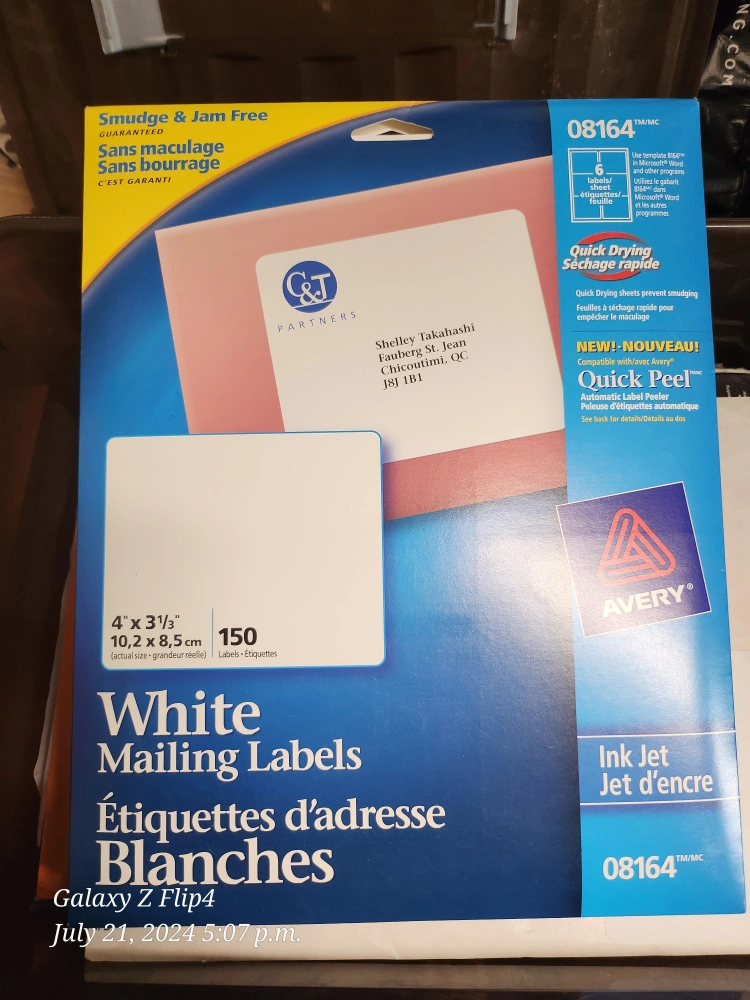 Smudge & Jam Free
GUARANTEED
Sans maculage
Sans bourrage
C'EST GARANTI
C&J
PARTNERS
Shelley Takahashi
Fauberg St. Jean
Chicoutimi, QC
J8J 1B1
4" x 3 1/3"
10,2 x 8,5 cm
(actual size • grandeur réelle)
150
Labels • Étiquettes
White
Mailing Labels
Étiquettes d'adresse
Blanches
08164™/MC
6
labels/
sheet
étiquettes/
feuille
Use template 8164™
in Microsoft® Word
and other programs
Utilisez le gabarit
8164MC dans
Microsoft® Word
et les autres
programmes
Quick Drying
Séchage rapide
Quick Drying sheets prevent smudging
Feuilles à séchage rapide pour
empêcher le maculage
NEW! • NOUVEAU!
Compatible with/avec Avery®
Quick Peel™/MC
Automatic Label Peeler
Peleuse d'étiquettes automatique
See back for details/Détails au dos
AVERY®
Ink Jet
Jet d'encre
08164™/MC
NG.COM
Galaxy Z Flip4
July 21, 2024 5:07 p.m.